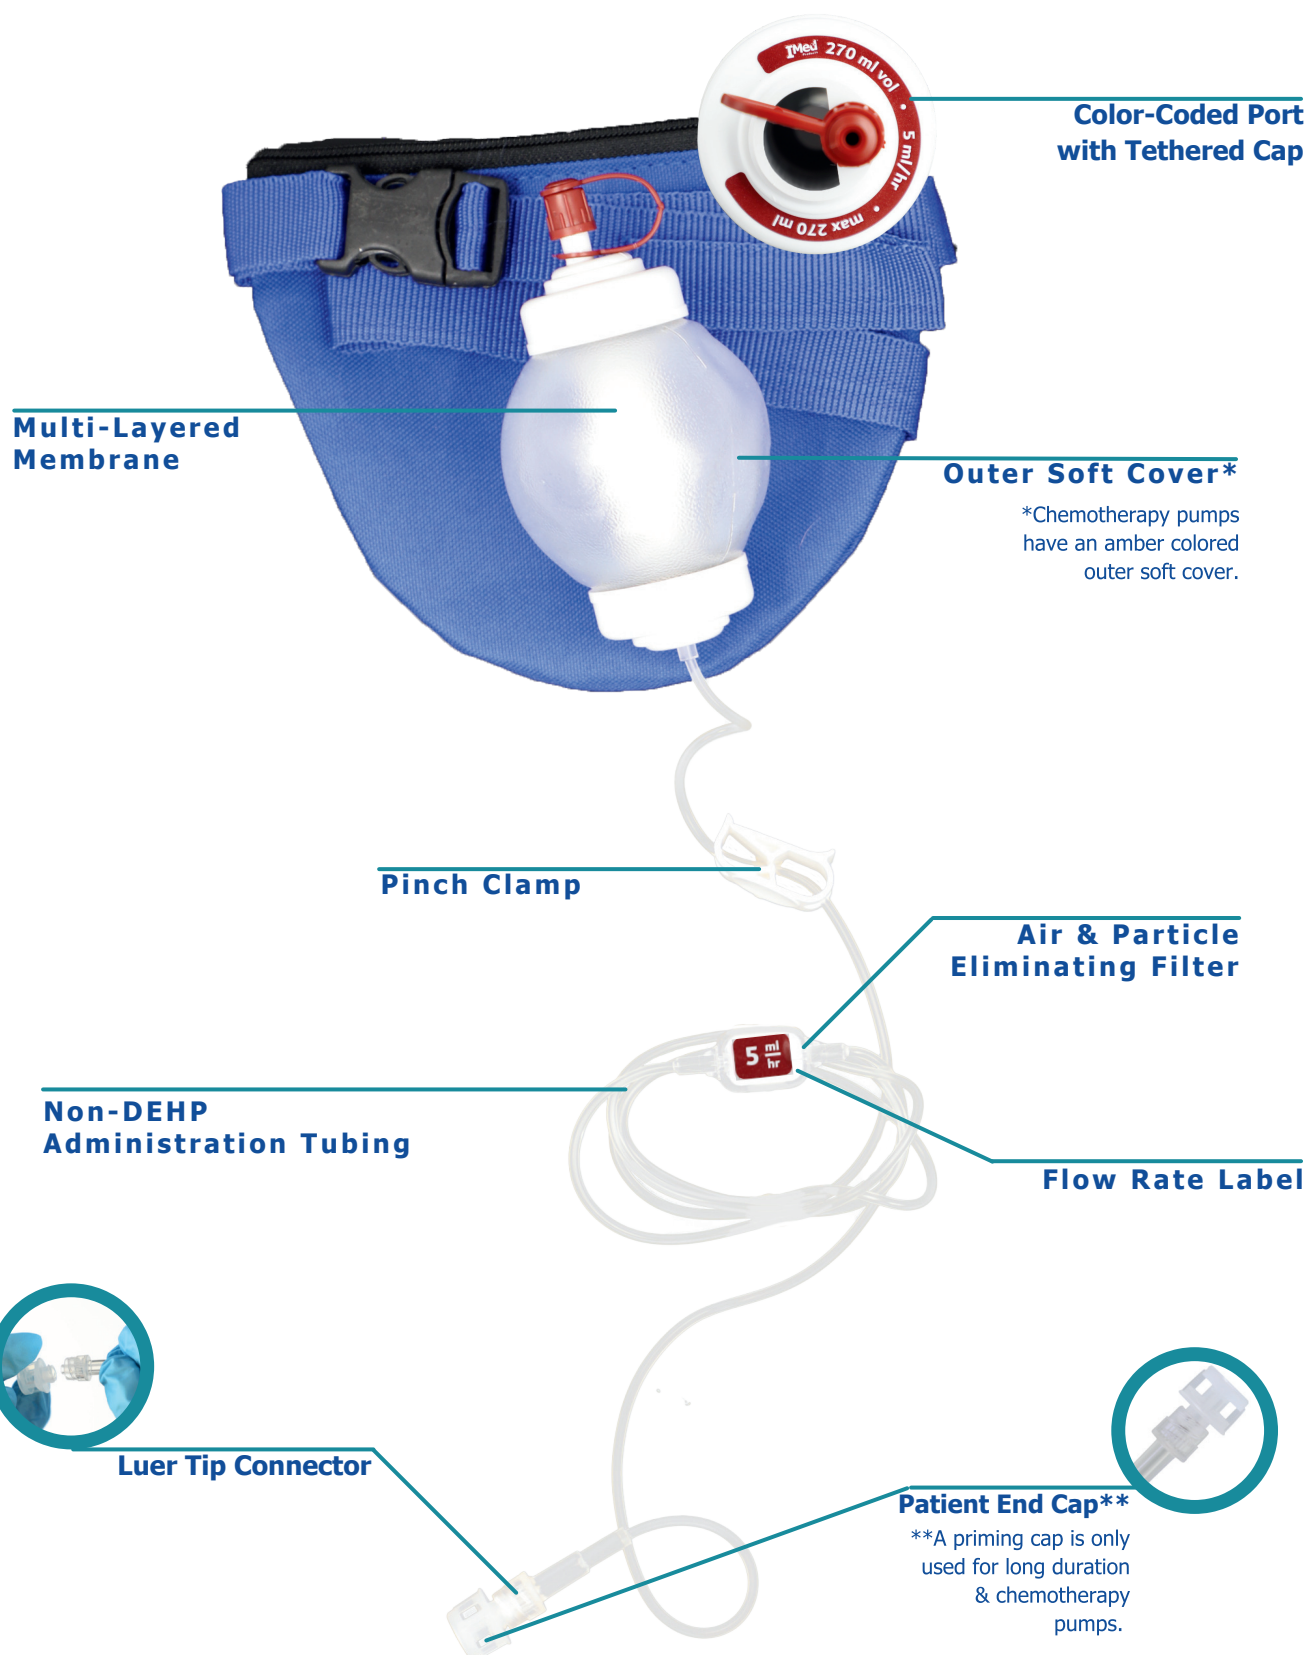 IMed 270 ml vol • 5 ml/hr • max 270 ml
Color-Coded Port
with Tethered Cap
Multi-Layered
Membrane
Outer Soft Cover*
*Chemotherapy pumps
have an amber colored
outer soft cover.
Pinch Clamp
Air & Particle
Eliminating Filter
5 ml
hr
Non-DEHP
Administration Tubing
Flow Rate Label
Luer Tip Connector
Patient End Cap**
**A priming cap is only
used for long duration
& chemotherapy
pumps.